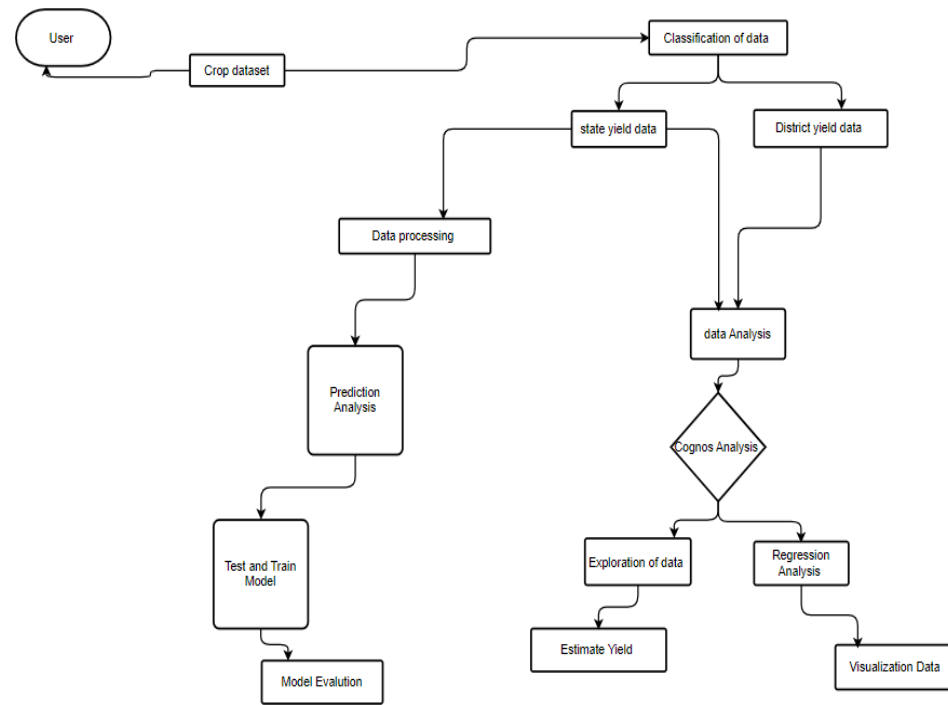 User
Classification of data
Crop dataset
state yield data
District yield data
Data processing
data Analysis
Prediction
Analysis
Cognos Analysis
Test and Train
Model
Exploration of data
Regression
Analysis
Estimate Yield
Model Evalution
Visualization Data